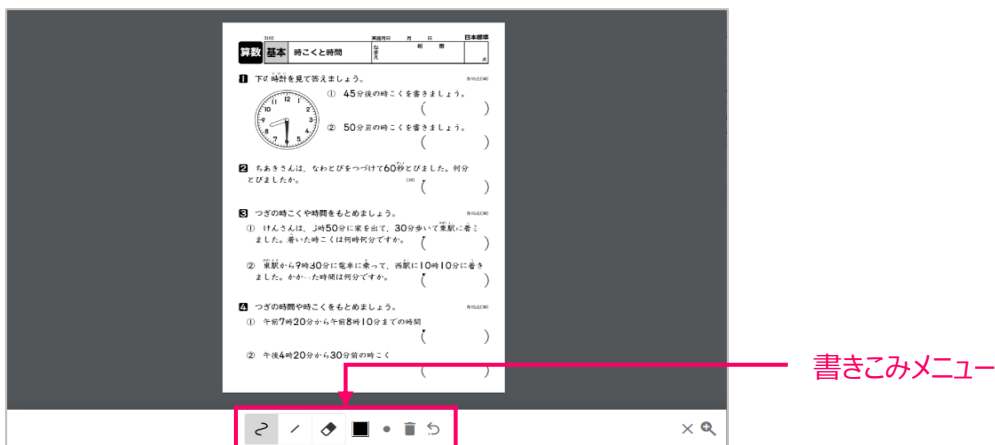 実施月日 月 日 日本標準
算数 基本 時こくと時間 なまえ 組 番 点
1 下の時計を見て答えましょう。
① 45分後の時こくを書きましょう。
( )
② 50分前の時こくを書きましょう。
( )
12 1 2 3 4 5 6 7 8 9 10 11
2 ちあきさんは，なわとびをつづけて60秒とびました。何分
とびましたか。
( )
3 つぎの時こくや時間をもとめましょう。
① けんさんは， 時50分に家を出て，30分歩いて東駅に着き
ました。着いた時こくは何時何分ですか。
( )
② 東駅から9時30分に電車に乗って，西駅に10時10分に着き
ました。かかった時間は何分ですか。
( )
4 つぎの時間や時こくをもとめましょう。
① 午前7時20分から午前8時10分までの時間
( )
② 午後4時20分から30分前の時こく
( )
書きこみメニュー